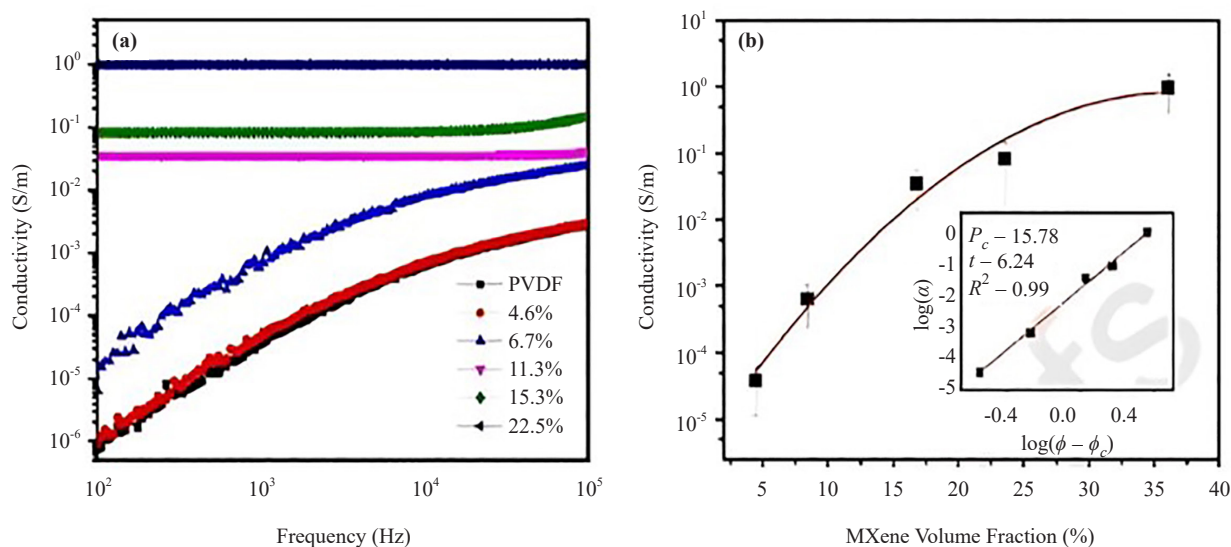 (a)
Conductivity (S/m)
10^0
10^-1
10^-2
10^-3
10^-4
10^-5
10^-6
PVDF
4.6%
6.7%
11.3%
15.3%
22.5%
10^2 10^3 10^4 10^5
Frequency (Hz)
(b)
Conductivity (S/m)
10^1
10^0
10^-1
10^-2
10^-3
10^-4
10^-5
P_c – 15.78
t – 6.24
R^2 – 0.99
log(α)
0
-1
-2
-3
-4
-5
-0.4 0.0 0.4
log(ϕ – ϕ_c)
5 10 15 20 25 30 35 40
MXene Volume Fraction (%)